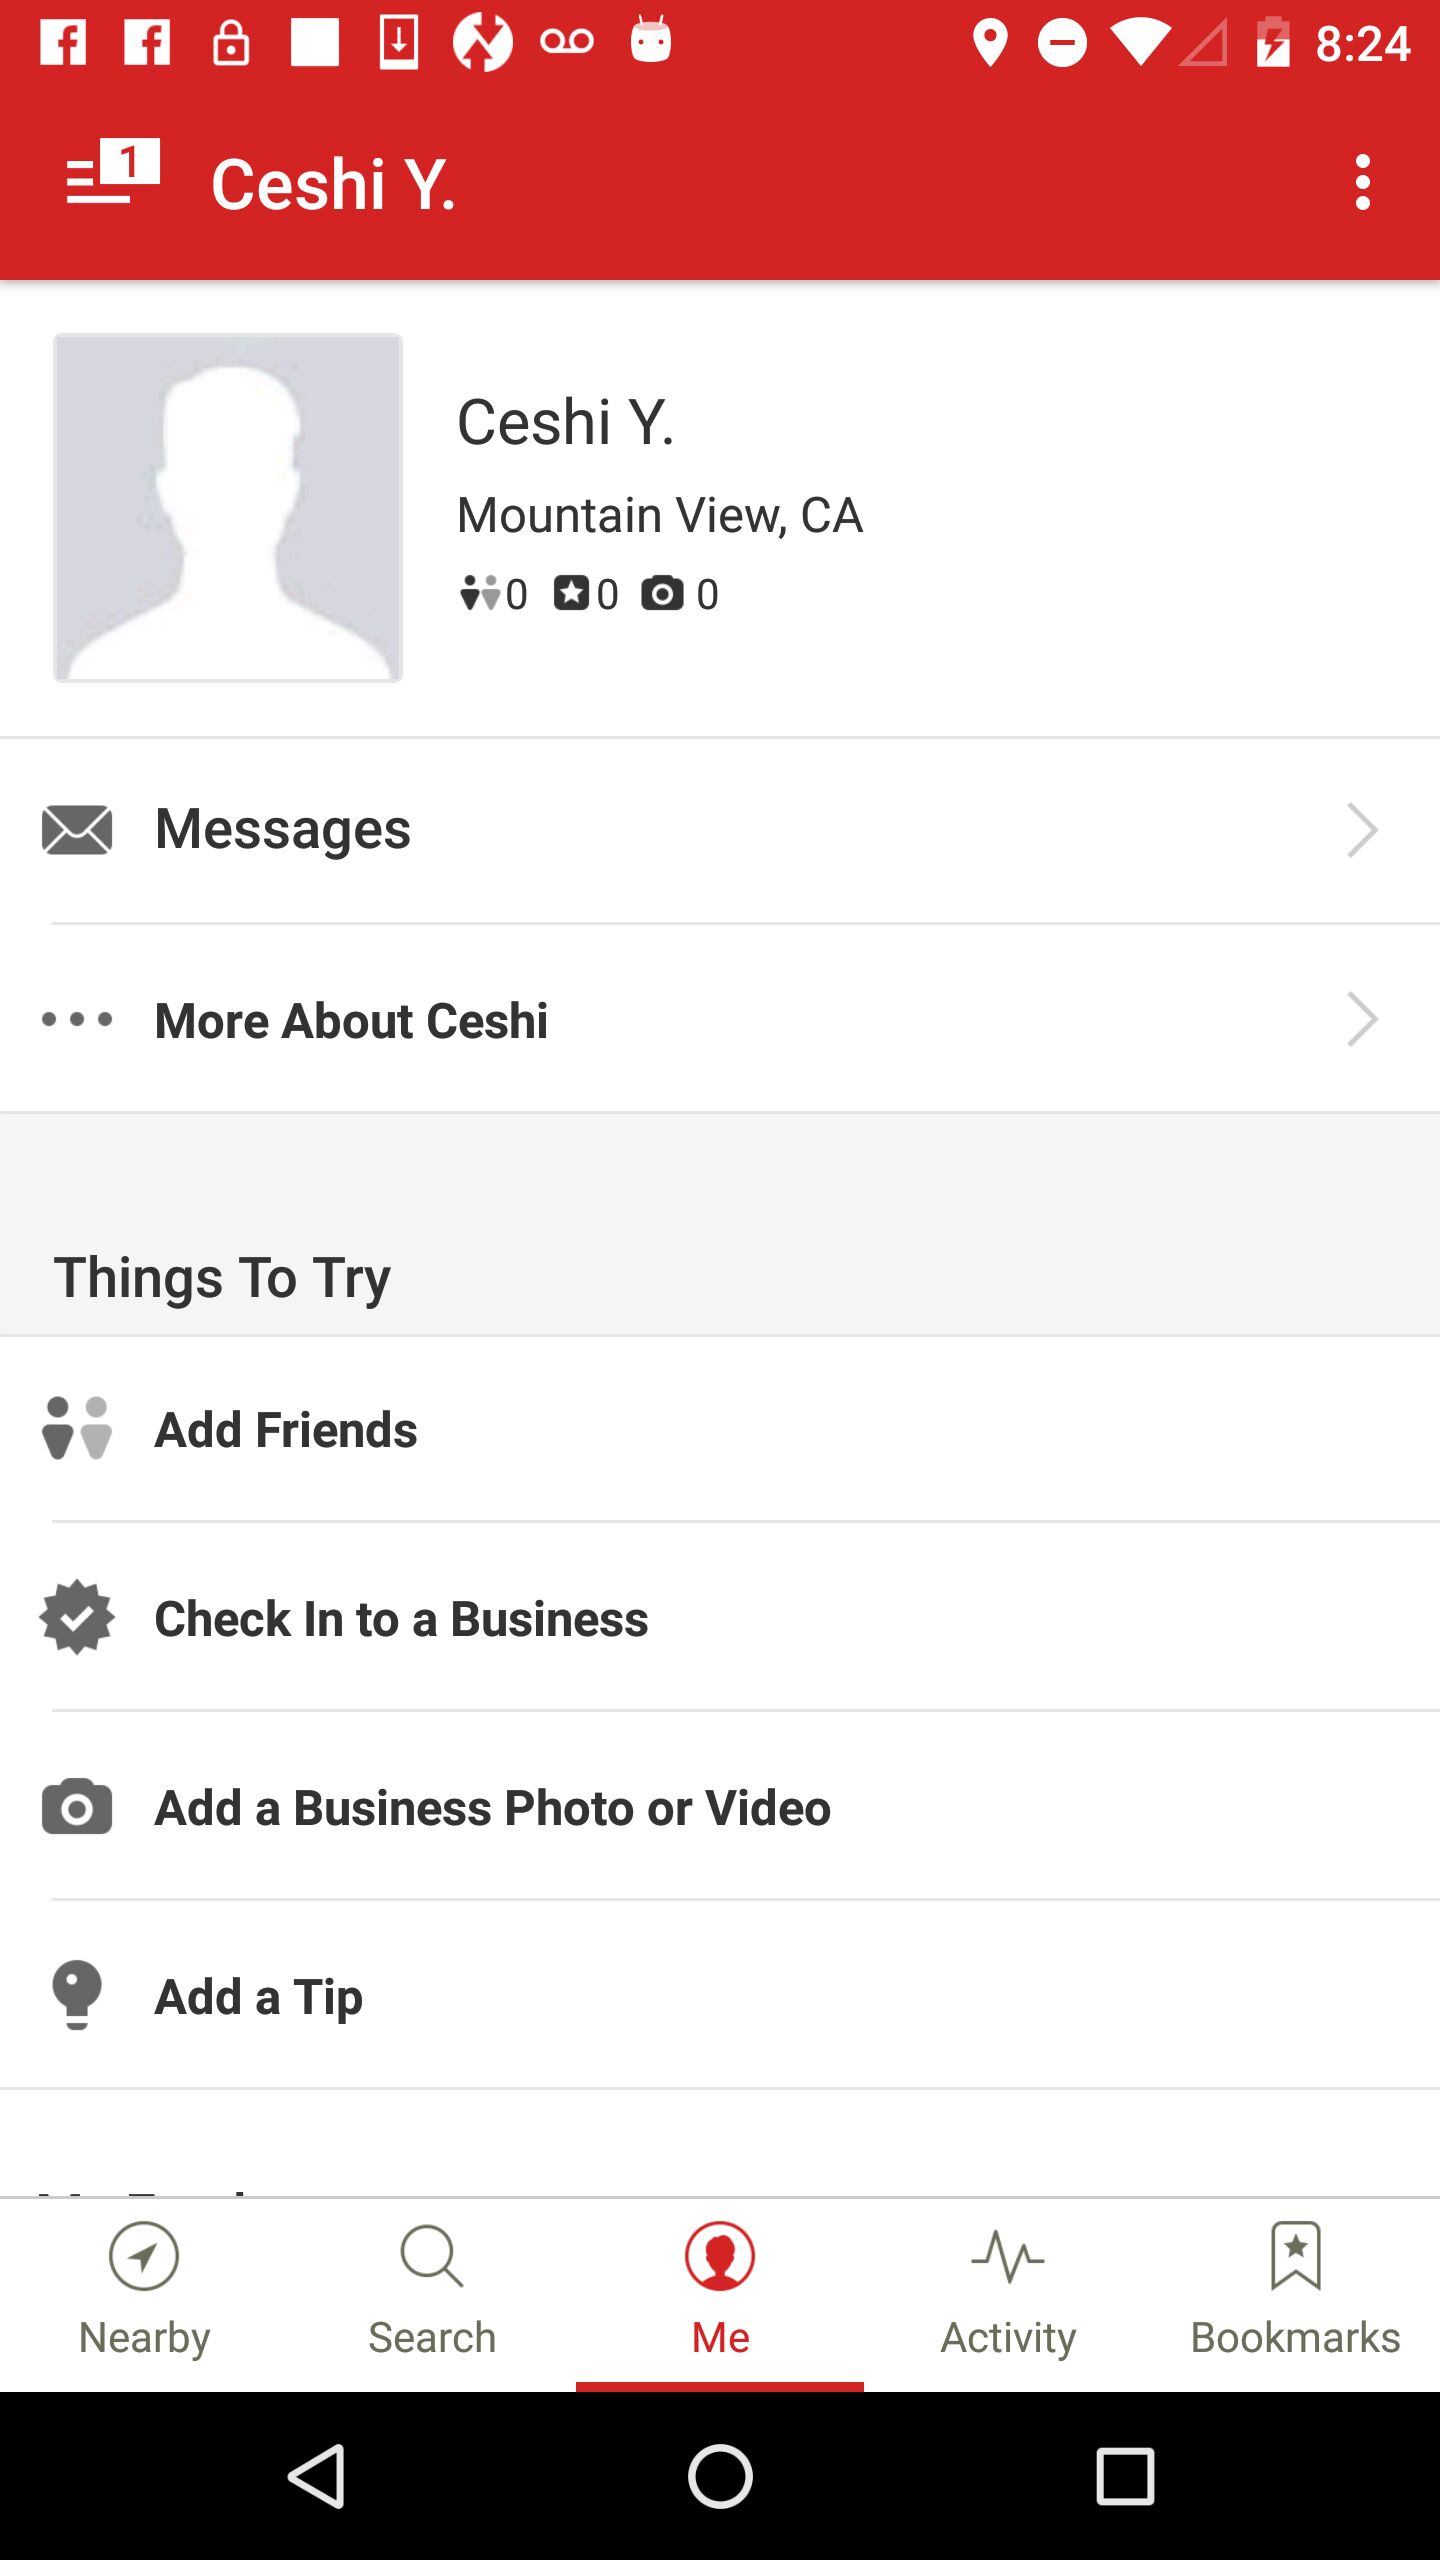 8:24
1
Ceshi Y.
Ceshi Y.
Mountain View, CA
0 0 0
Messages
More About Ceshi
Things To Try
Add Friends
Check In to a Business
Add a Business Photo or Video
Add a Tip
Nearby Search Me Activity Bookmarks